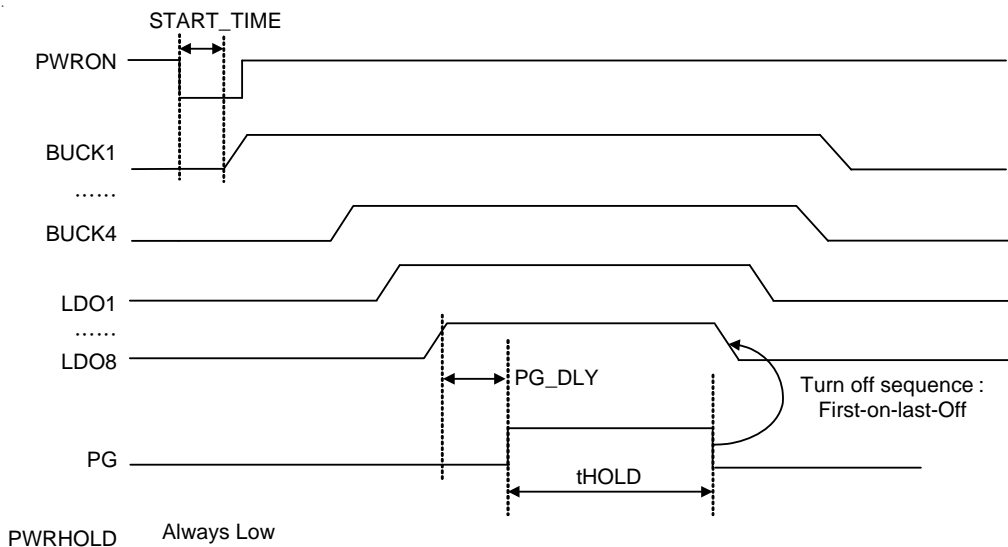 START_TIME
PWRON
BUCK1
......
BUCK4
LDO1
......
LDO8
PG_DLY
Turn off sequence :
First-on-last-Off
PG
tHOLD
PWRHOLD Always Low